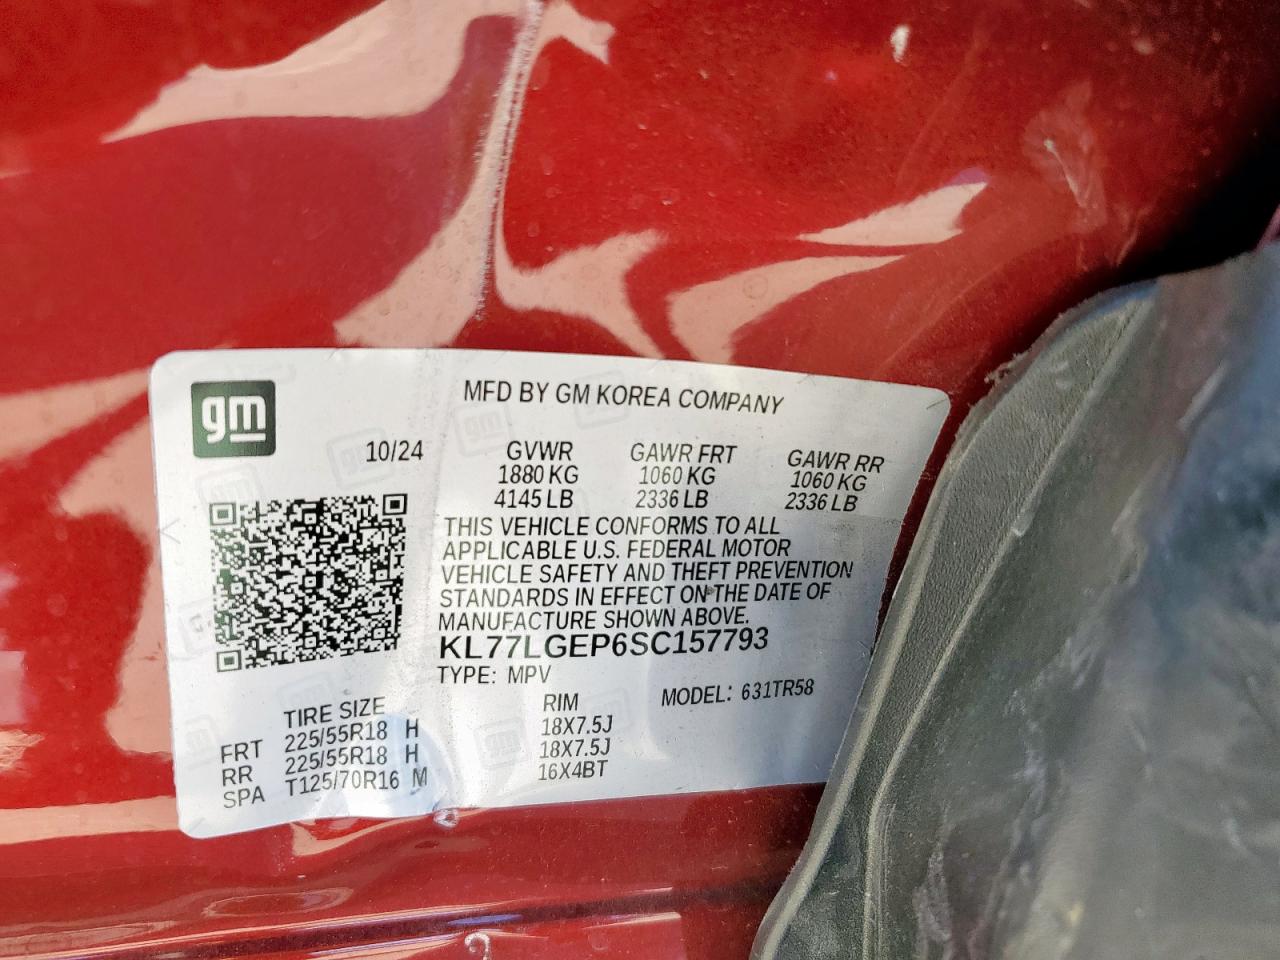 gm
MFD BY GM KOREA COMPANY
10/24
GVWR GAWR FRT GAWR RR
1880 KG 1060 KG 1060 KG
4145 LB 2336 LB 2336 LB
THIS VEHICLE CONFORMS TO ALL
APPLICABLE U.S. FEDERAL MOTOR
VEHICLE SAFETY AND THEFT PREVENTION
STANDARDS IN EFFECT ON THE DATE OF
MANUFACTURE SHOWN ABOVE.
KL77LGEP6SC157793
TYPE: MPV MODEL: 631TR58
TIRE SIZE RIM
FRT 225/55R18 H 18X7.5J
RR 225/55R18 H 18X7.5J
SPA T125/70R16 M 16X4BT